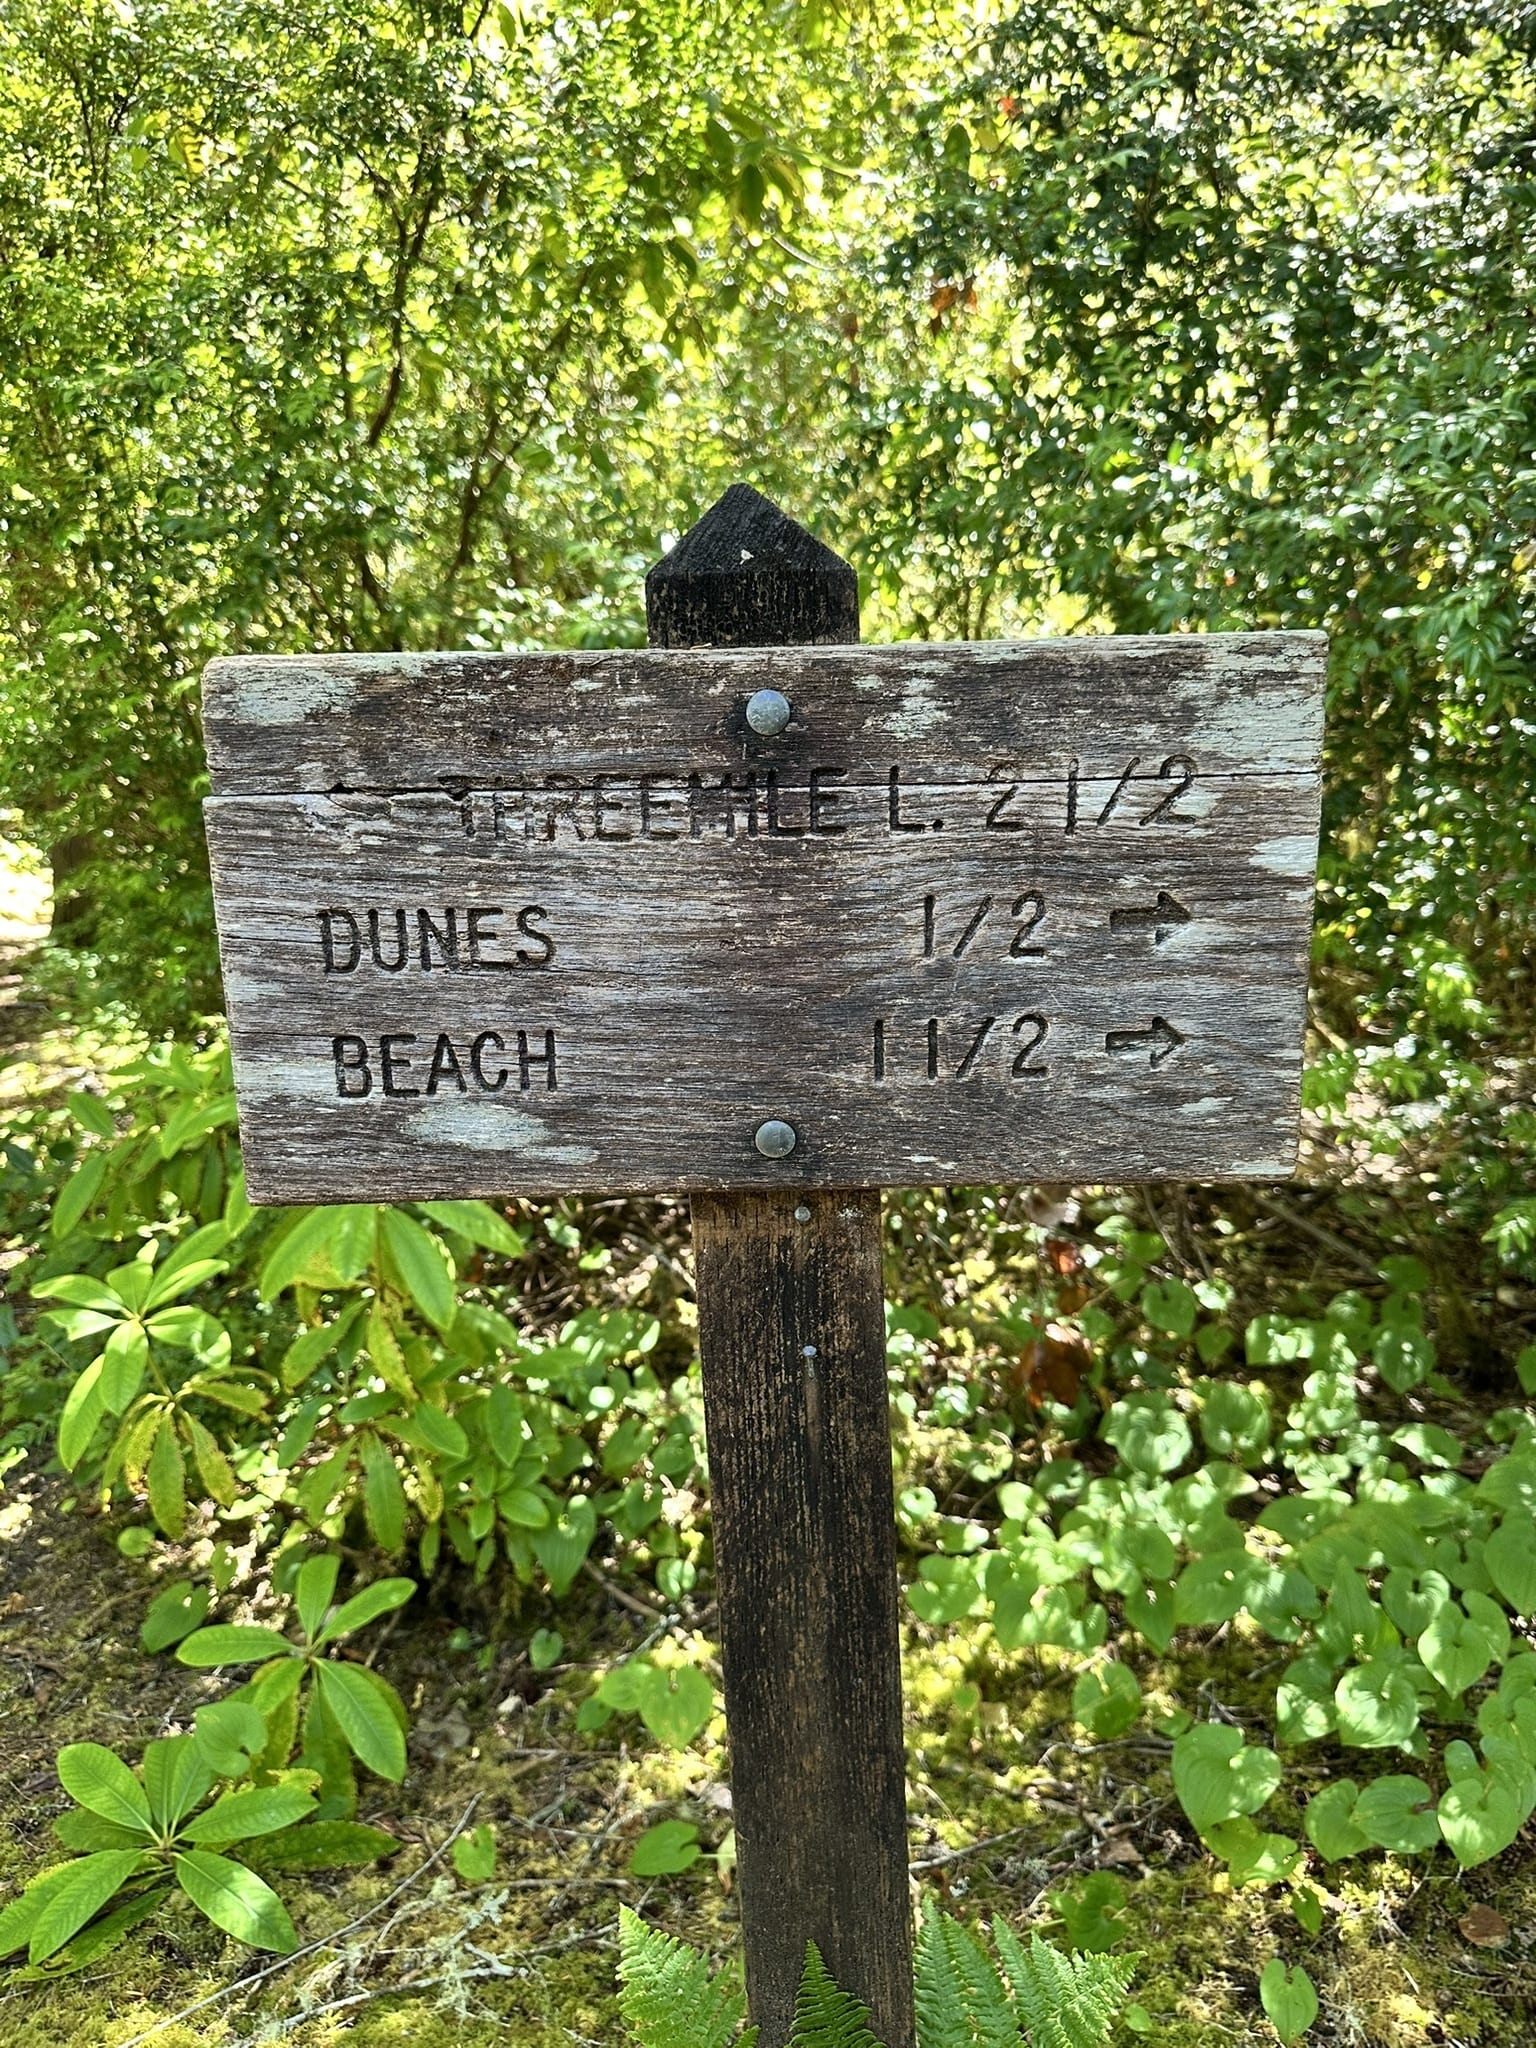 ← THREEMILE L. 2 1/2
DUNES 1/2 →
BEACH 1 1/2 →